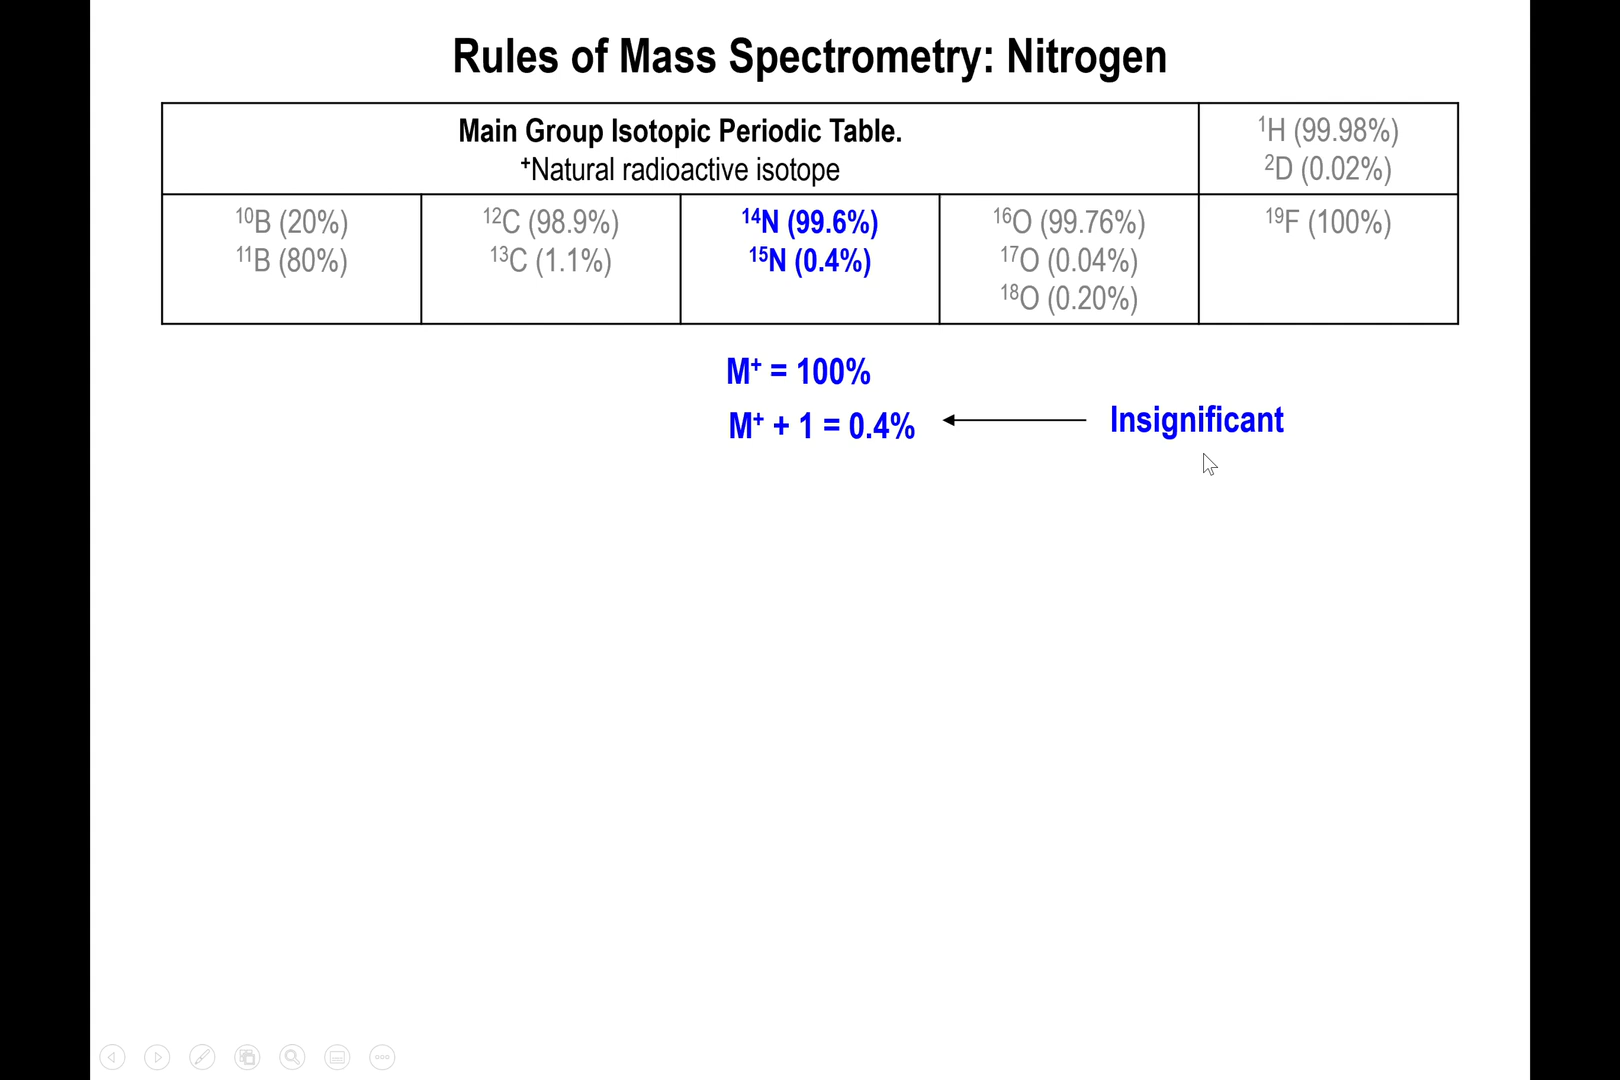 Rules of Mass Spectrometry: Nitrogen
Main Group Isotopic Periodic Table.
⁺Natural radioactive isotope
¹H (99.98%)
²D (0.02%)
¹⁰B (20%)
¹¹B (80%)
¹²C (98.9%)
¹³C (1.1%)
¹⁴N (99.6%)
¹⁵N (0.4%)
¹⁶O (99.76%)
¹⁷O (0.04%)
¹⁸O (0.20%)
¹⁹F (100%)
M⁺ = 100%
M⁺ + 1 = 0.4%
Insignificant